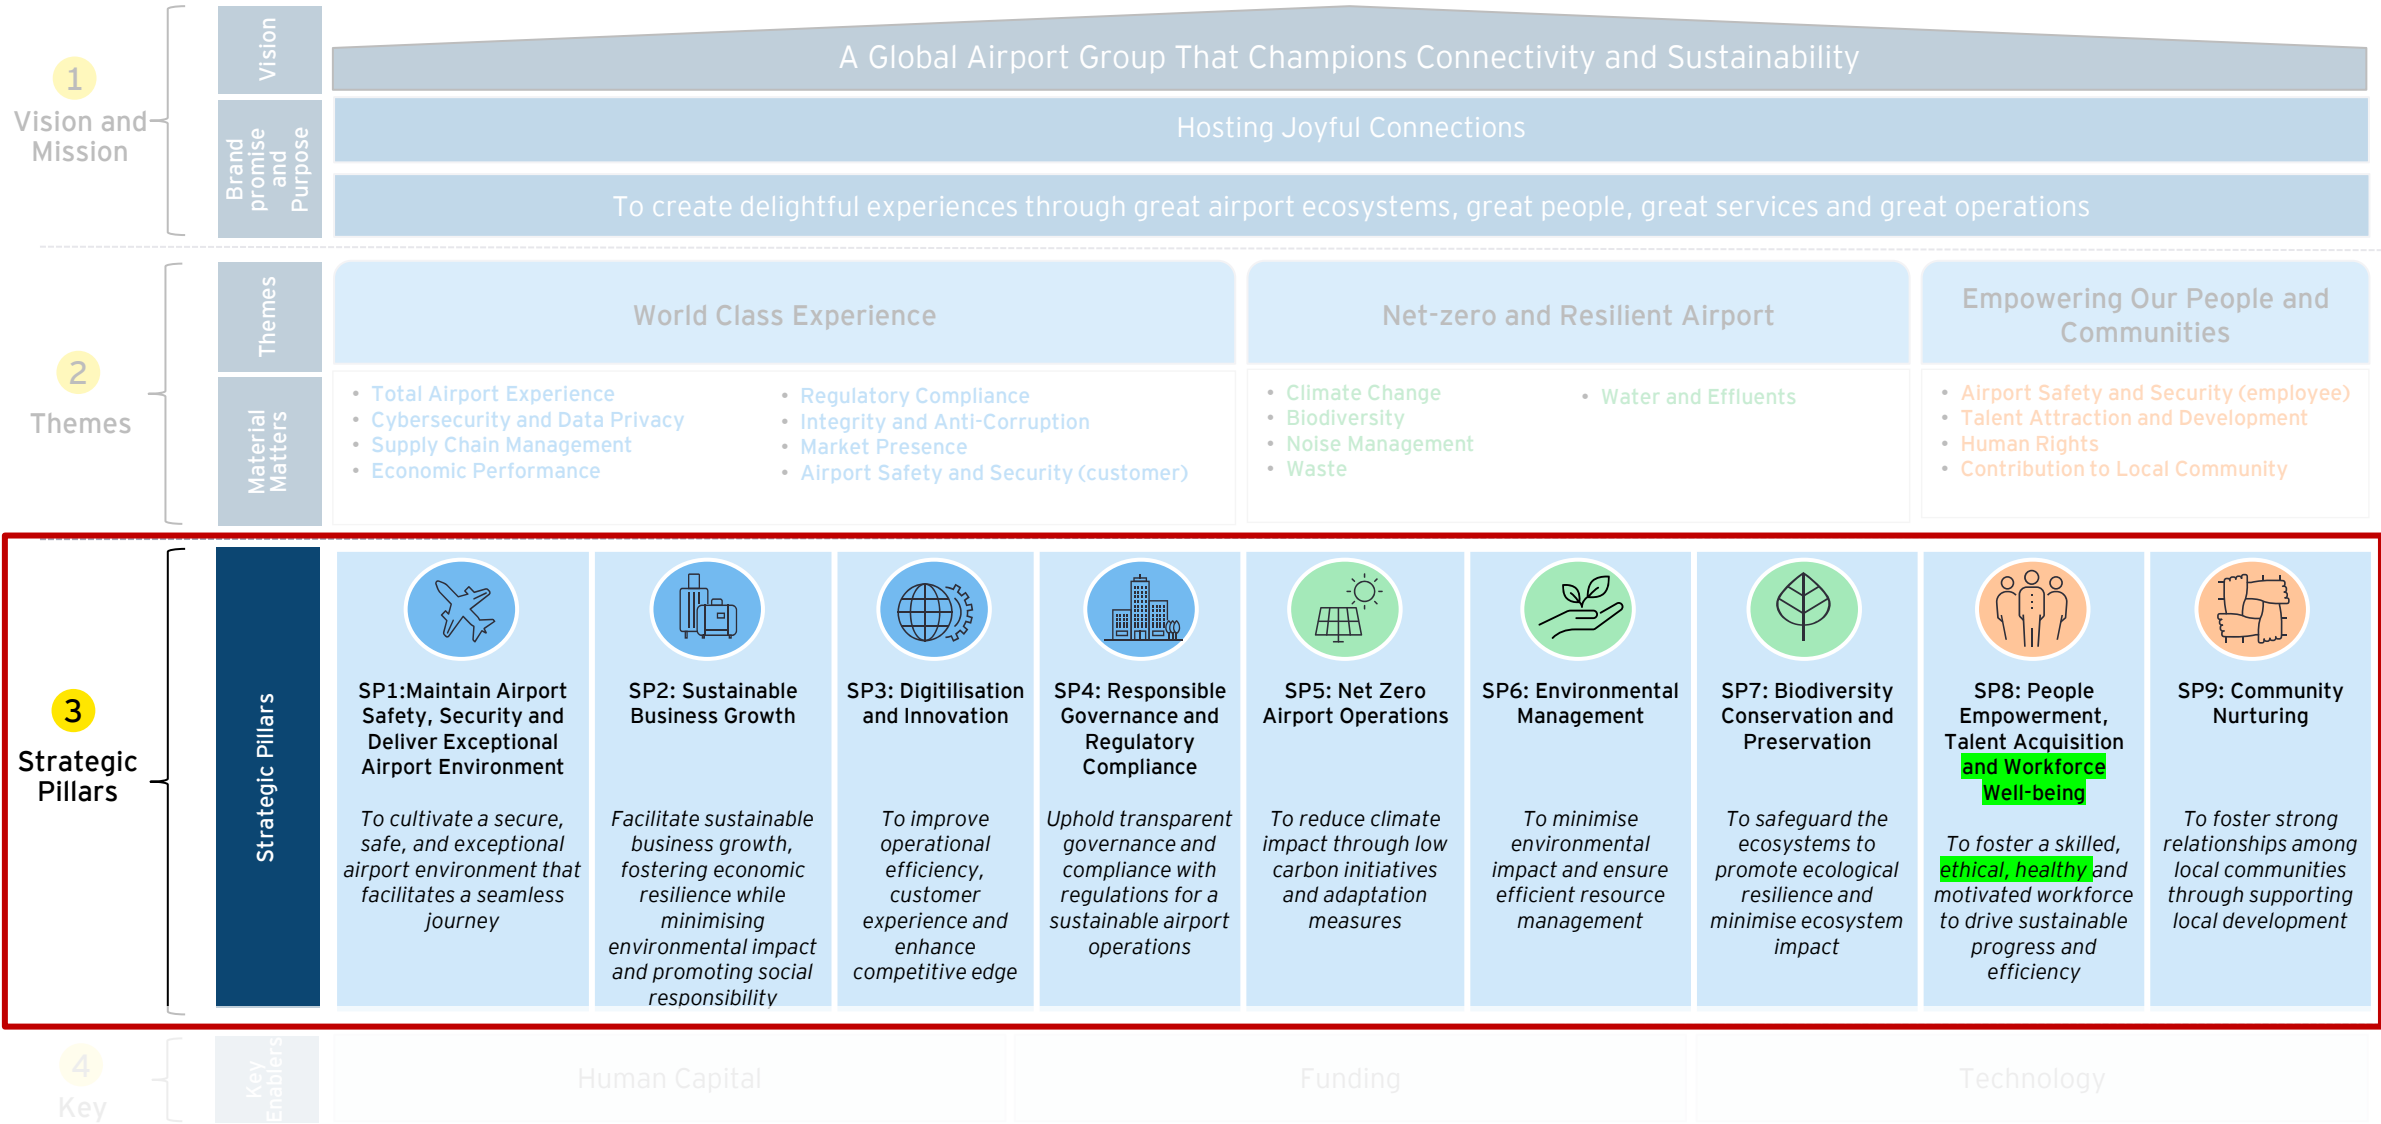 1
Vision and
Mission
Vision
A Global Airport Group That Champions Connectivity and Sustainability
Brand
promise
and
Purpose
Hosting Joyful Connections
To create delightful experiences through great airport ecosystems, great people, great services and great operations
2
Themes
Themes
World Class Experience
Net-zero and Resilient Airport
Empowering Our People and
Communities
Material
Matters
• Total Airport Experience
• Cybersecurity and Data Privacy
• Supply Chain Management
• Economic Performance
• Regulatory Compliance
• Integrity and Anti-Corruption
• Market Presence
• Airport Safety and Security (customer)
• Climate Change
• Biodiversity
• Noise Management
• Waste
• Water and Effluents
• Airport Safety and Security (employee)
• Talent Attraction and Development
• Human Rights
• Contribution to Local Community
3
Strategic
Pillars
Strategic Pillars
SP1:Maintain Airport
Safety, Security and
Deliver Exceptional
Airport Environment
To cultivate a secure,
safe, and exceptional
airport environment that
facilitates a seamless
journey
SP2: Sustainable
Business Growth
Facilitate sustainable
business growth,
fostering economic
resilience while
minimising
environmental impact
and promoting social
responsibility
SP3: Digitilisation
and Innovation
To improve
operational
efficiency,
customer
experience and
enhance
competitive edge
SP4: Responsible
Governance and
Regulatory
Compliance
Uphold transparent
governance and
compliance with
regulations for a
sustainable airport
operations
SP5: Net Zero
Airport Operations
To reduce climate
impact through low
carbon initiatives
and adaptation
measures
SP6: Environmental
Management
To minimise
environmental
impact and ensure
efficient resource
management
SP7: Biodiversity
Conservation and
Preservation
To safeguard the
ecosystems to
promote ecological
resilience and
minimise ecosystem
impact
SP8: People
Empowerment,
Talent Acquisition
and Workforce
Well-being
To foster a skilled,
ethical, healthy and
motivated workforce
to drive sustainable
progress and
efficiency
SP9: Community
Nurturing
To foster strong
relationships among
local communities
through supporting
local development
4
Key
Key
Enablers
Human Capital
Funding
Technology